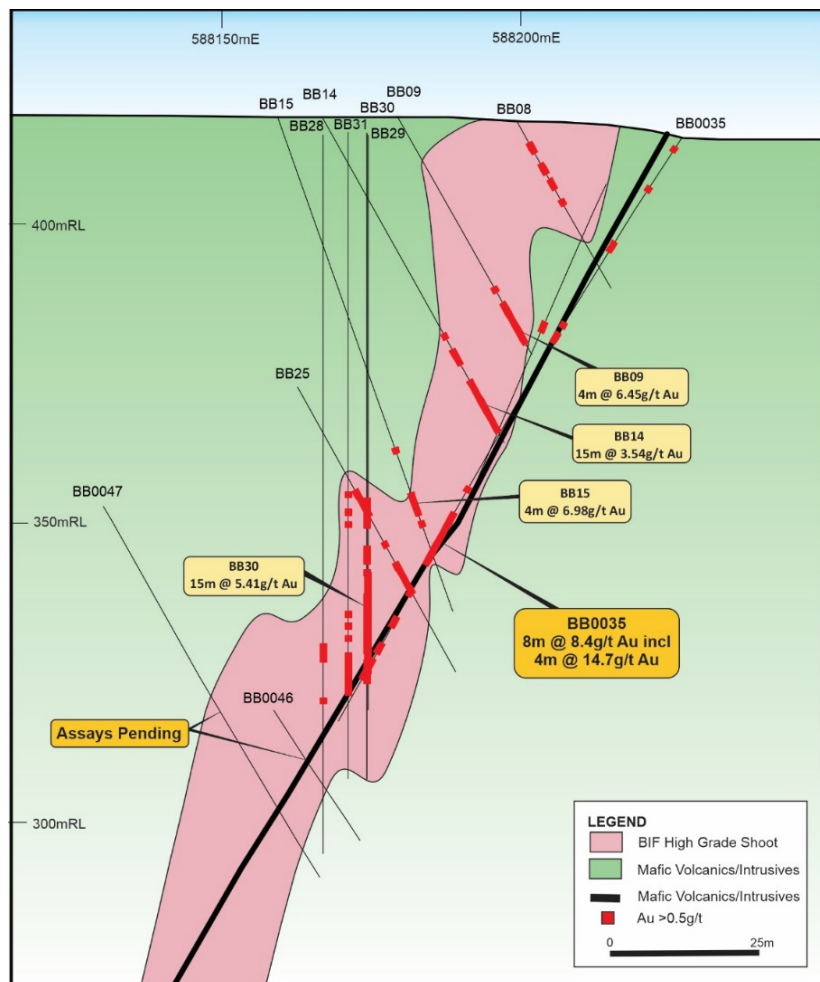 588150mE
588200mE
BB15
BB14
BB09
BB28
BB31
BB30
BB29
BB08
BB0035
400mRL
BB09
4m @ 6.45g/t Au
BB25
BB14
15m @ 3.54g/t Au
BB0047
BB15
4m @ 6.98g/t Au
350mRL
BB30
15m @ 5.41g/t Au
BB0035
8m @ 8.4g/t Au incl
4m @ 14.7g/t Au
BB0046
Assays Pending
300mRL
LEGEND
BIF High Grade Shoot
Mafic Volcanics/Intrusives
Mafic Volcanics/Intrusives
Au >0.5g/t
0 25m